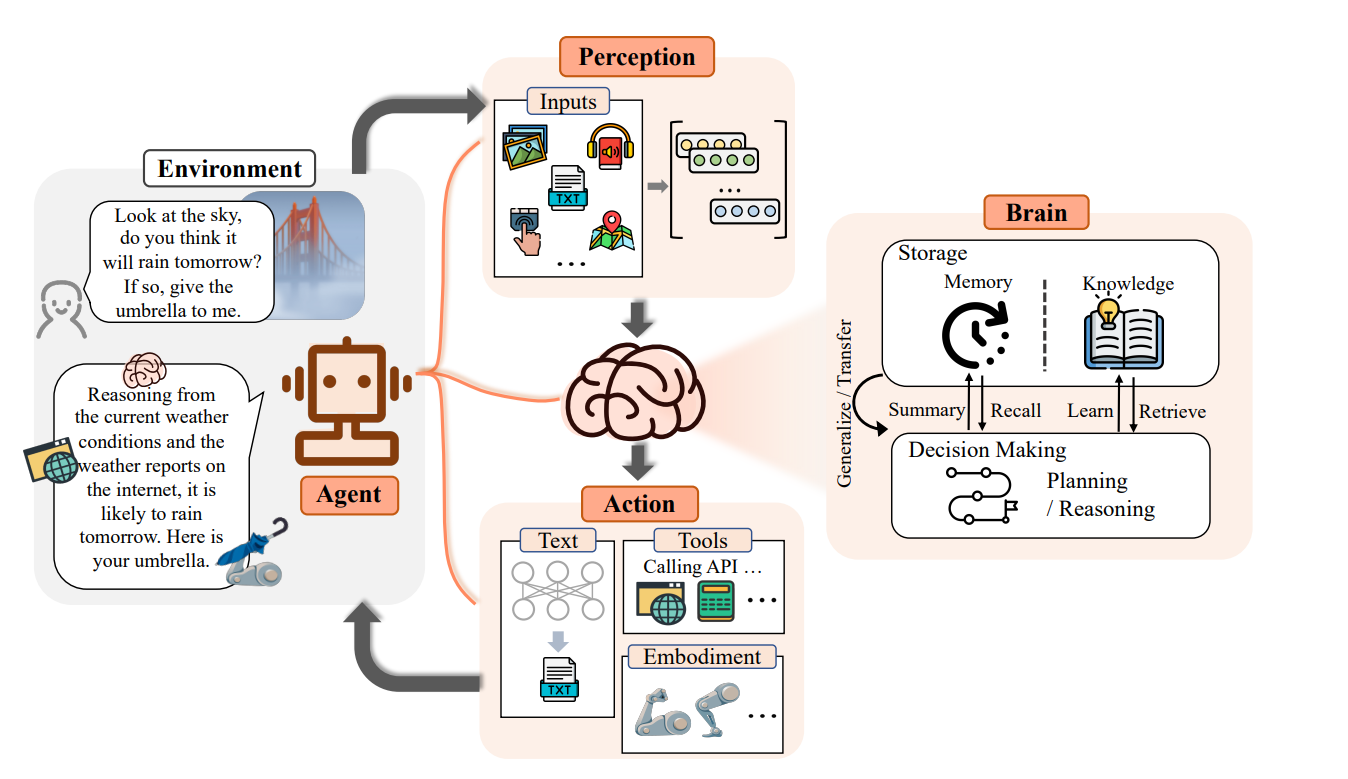 Perception
Inputs
TXT
...
...
Environment
Look at the sky,
do you think it
will rain tomorrow?
If so, give the
umbrella to me.
Reasoning from
the current weather
conditions and the
weather reports on
the internet, it is
likely to rain
tomorrow. Here is
your umbrella.
Agent
Brain
Storage
Memory
Knowledge
Generalize / Transfer
Summary
Recall
Learn
Retrieve
Decision Making
Planning
/ Reasoning
Action
Text
TXT
Tools
Calling API ...
...
Embodiment
...